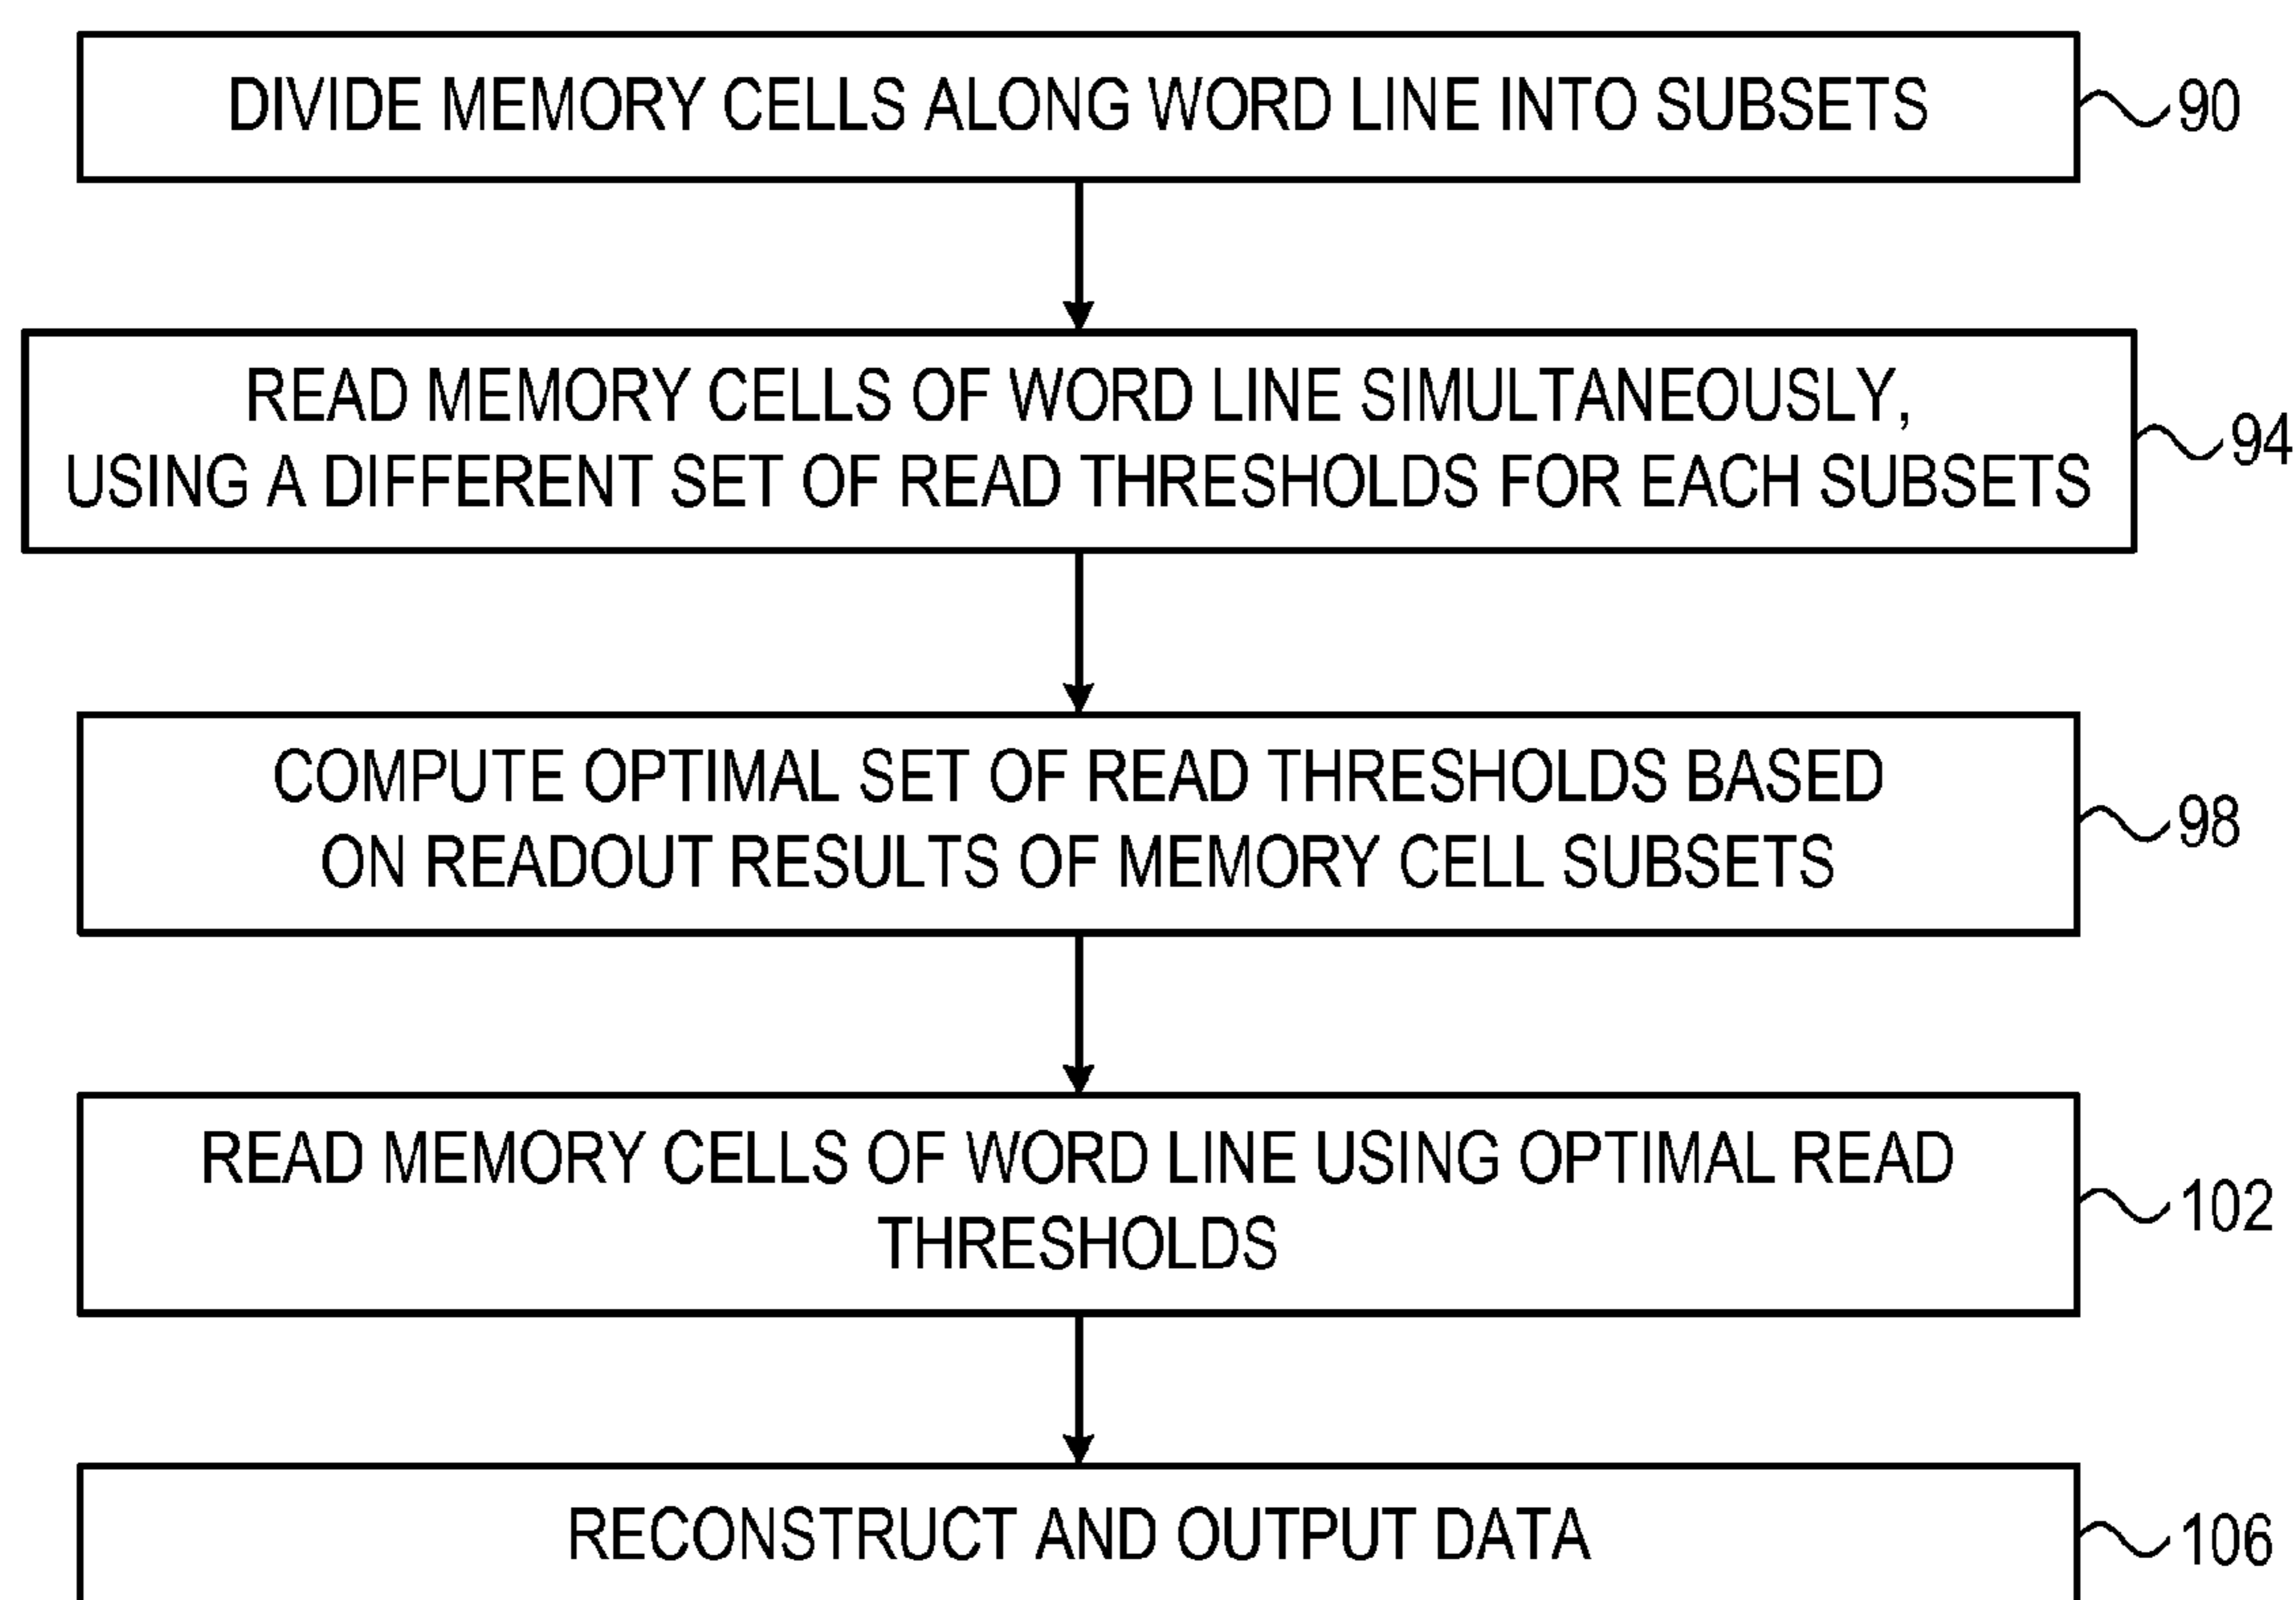 DIVIDE MEMORY CELLS ALONG WORD LINE INTO SUBSETS
90
READ MEMORY CELLS OF WORD LINE SIMULTANEOUSLY,
USING A DIFFERENT SET OF READ THRESHOLDS FOR EACH SUBSETS
94
COMPUTE OPTIMAL SET OF READ THRESHOLDS BASED
ON READOUT RESULTS OF MEMORY CELL SUBSETS
98
READ MEMORY CELLS OF WORD LINE USING OPTIMAL READ
THRESHOLDS
102
RECONSTRUCT AND OUTPUT DATA
106